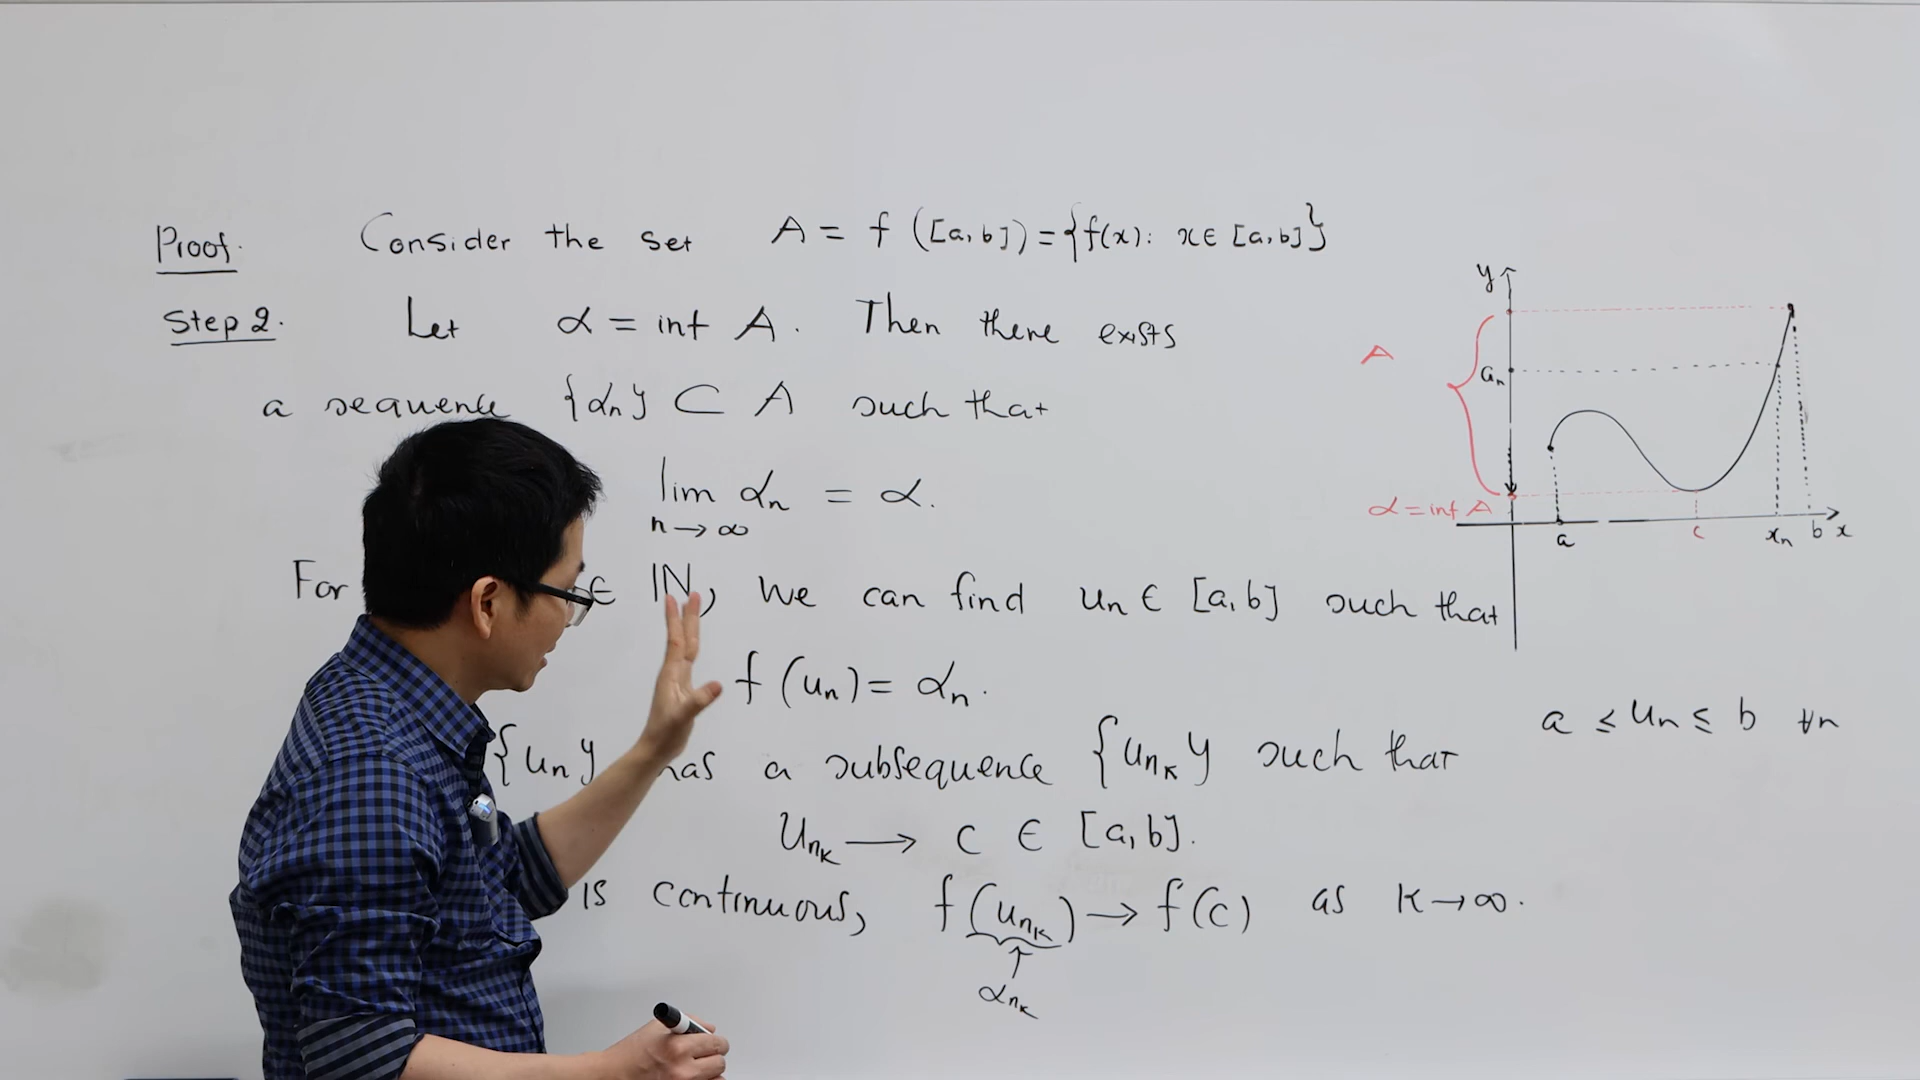 Proof. Consider the set A = f ([a, b]) = {f(x): x ∈ [a, b]}
Step 2. Let α = inf A. Then there exists
a sequence {αn} ⊂ A such that
lim αn = α.
n → ∞
For ∈ ℕ, we can find un ∈ [a, b] such that
f (un) = αn.
{un} has a subsequence {unk} such that
unk → c ∈ [a, b].
is continuous, f(unk) → f(c) as k → ∞.
↑
αnk
y
A
an
α = inf A
a c xn b x
a ≤ un ≤ b ∀n